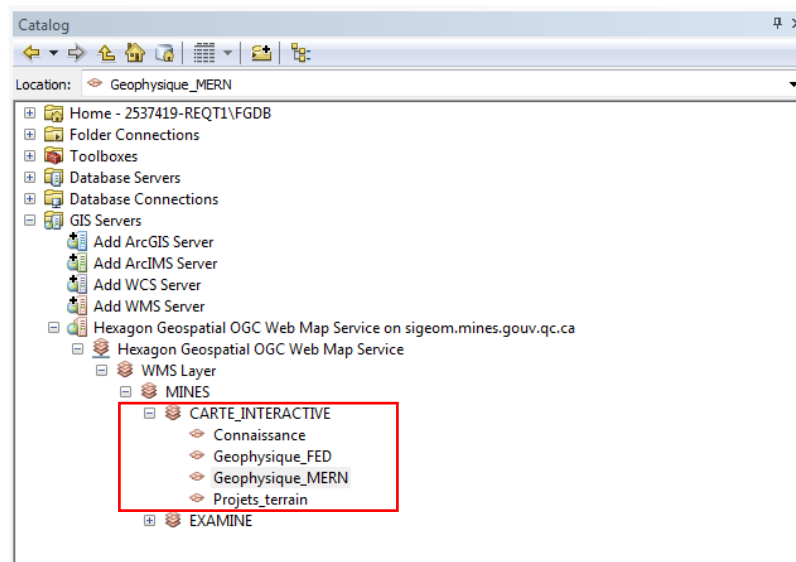 Catalog
Location: Geophysique_MERN
Home - 2537419-REQT1\FGDB
Folder Connections
Toolboxes
Database Servers
Database Connections
GIS Servers
Add ArcGIS Server
Add ArcIMS Server
Add WCS Server
Add WMS Server
Hexagon Geospatial OGC Web Map Service on sigeom.mines.gouv.qc.ca
Hexagon Geospatial OGC Web Map Service
WMS Layer
MINES
CARTE_INTERACTIVE
Connaissance
Geophysique_FED
Geophysique_MERN
Projets_terrain
EXAMINE